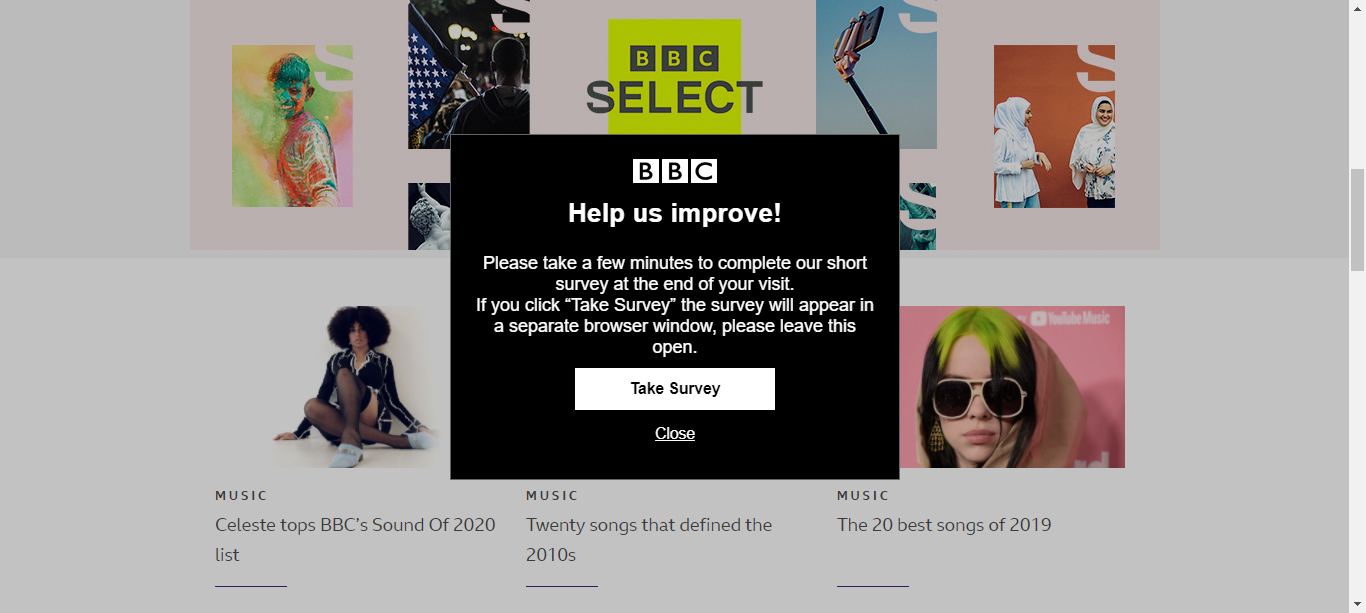 BBC
SELECT
BBC
Help us improve!
Please take a few minutes to complete our short
survey at the end of your visit.
If you click “Take Survey” the survey will appear in
a separate browser window, please leave this
open.
Take Survey
Close
YouTube Music
rd
MUSIC
Celeste tops BBC’s Sound Of 2020
list
MUSIC
Twenty songs that defined the
2010s
MUSIC
The 20 best songs of 2019